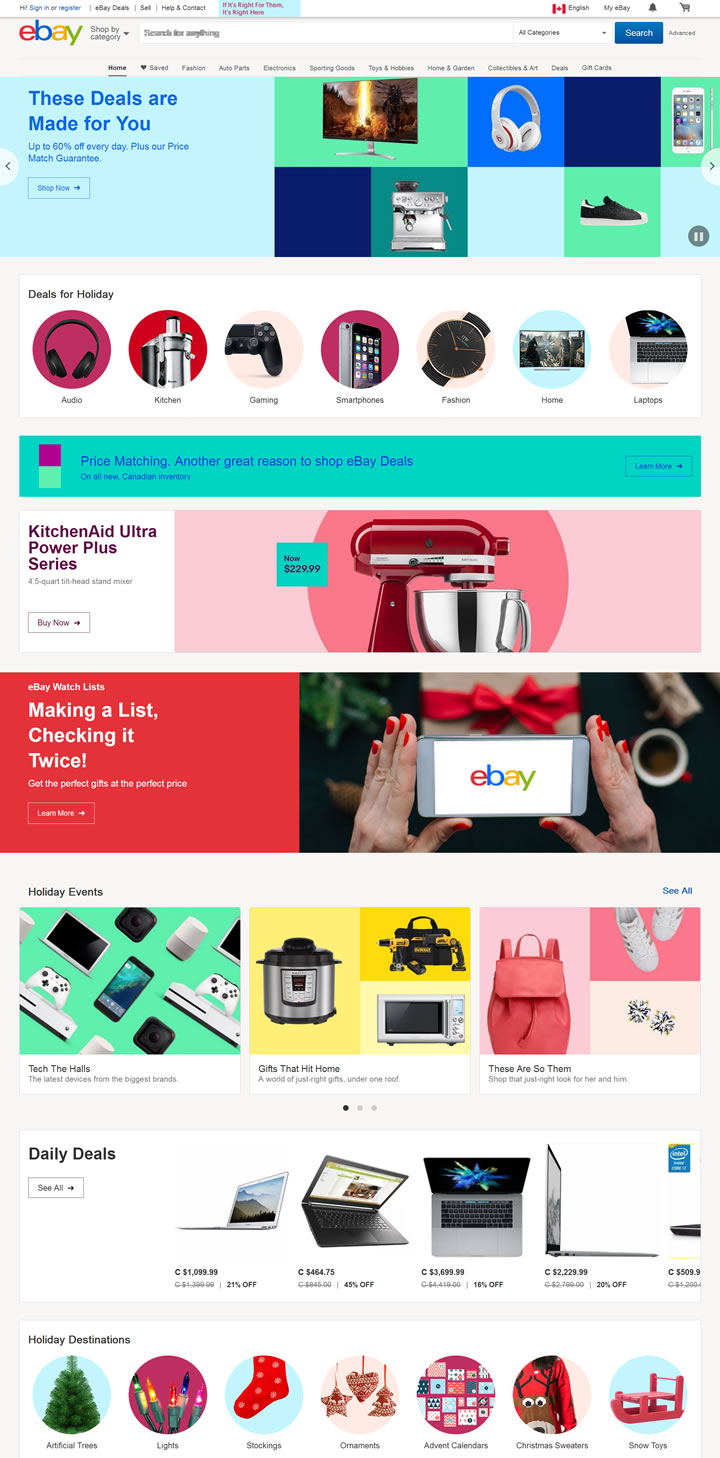 Hi! Sign in or register | eBay Deals | Sell | Help & Contact
If It's Right For Them,
It's Right Here
English My eBay
ebay
Shop by
category
Search for anything
All Categories
Search
Advanced
Home Saved Fashion Auto Parts Electronics Sporting Goods Toys & Hobbies Home & Garden Collectibles & Art Deals Gift Cards
These Deals are
Made for You
Up to 60% off every day. Plus our Price
Match Guarantee.
Shop Now
Deals for Holiday
Audio Kitchen Gaming Smartphones Fashion Home Laptops
Price Matching. Another great reason to shop eBay Deals
On all new, Canadian inventory
Learn More
KitchenAid Ultra
Power Plus
Series
4.5-quart tilt-head stand mixer
Buy Now
Now
$229.99
eBay Watch Lists
Making a List,
Checking it
Twice!
Get the perfect gifts at the perfect price
Learn More
ebay
Holiday Events
See All
DEWALT
Tech The Halls
The latest devices from the biggest brands.
Gifts That Hit Home
A world of just-right gifts, under one roof.
These Are So Them
Shop that just-right look for her and him.
Daily Deals
See All
intel
C $1,099.99
C $1,399.99 | 21% OFF
C $464.75
C $845.00 | 45% OFF
C $3,699.99
C $4,419.00 | 16% OFF
C $2,229.99
C $2,799.00 | 20% OFF
C $509.9
C $1,200.
Holiday Destinations
Artificial Trees Lights Stockings Ornaments Advent Calendars Christmas Sweaters Snow Toys